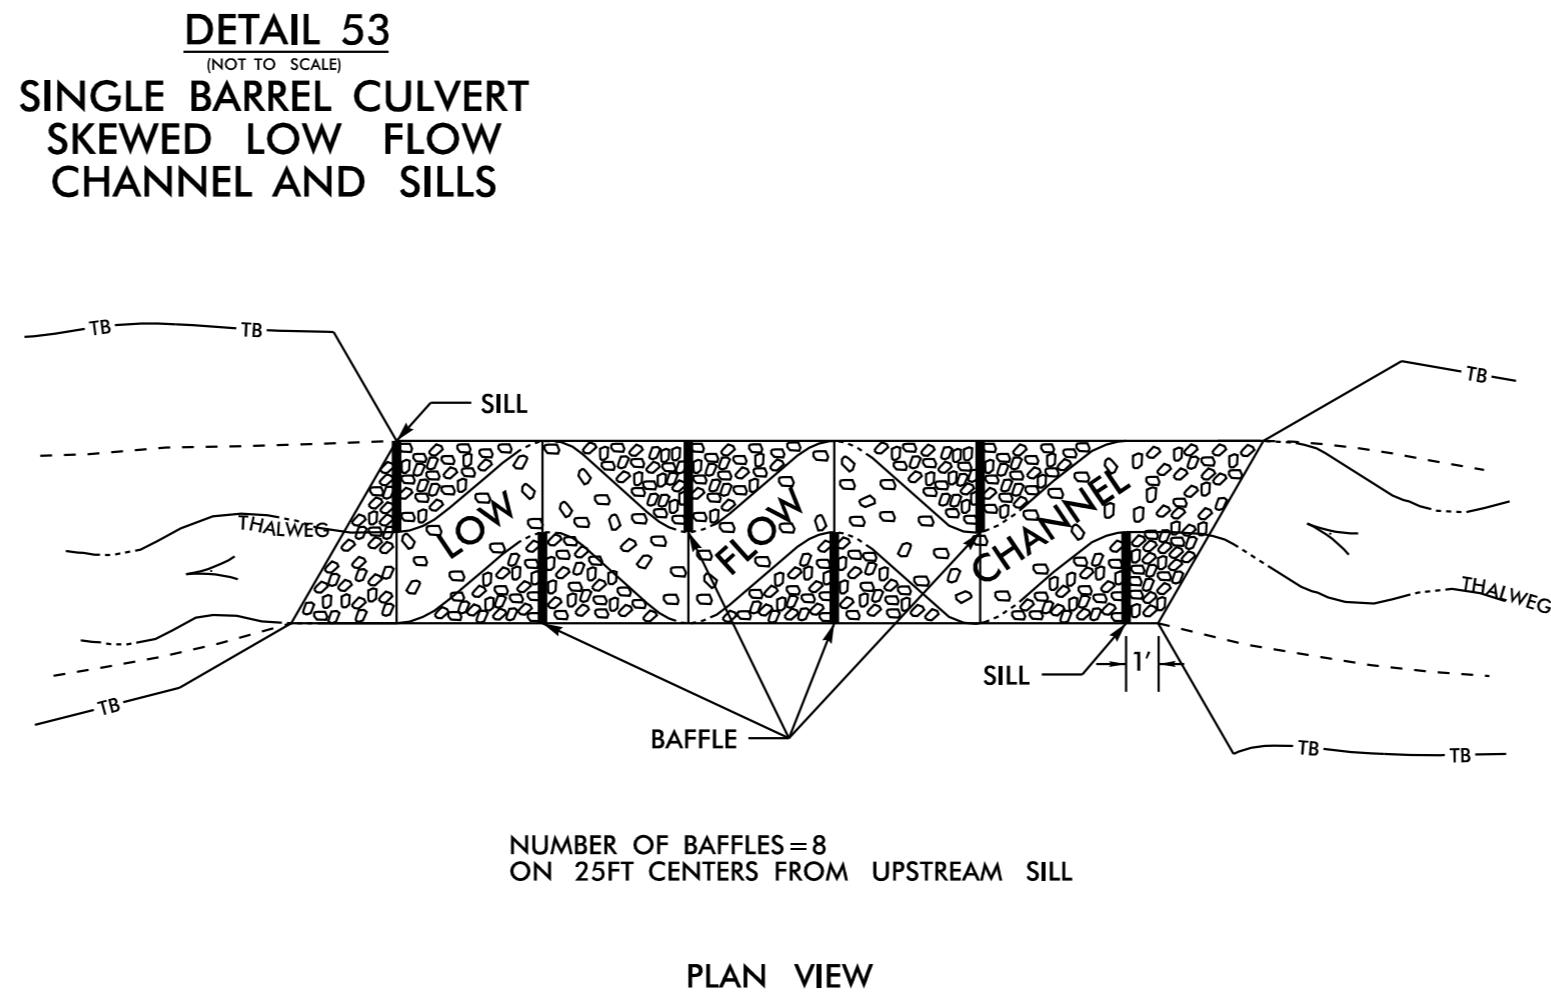 DETAIL 53
(NOT TO SCALE)
SINGLE BARREL CULVERT
SKEWED LOW FLOW
CHANNEL AND SILLS
TB
TB
TB
SILL
THALWEG
LOW
FLOW
CHANNEL
THALWEG
SILL
1'
TB
BAFFLE
TB
TB
NUMBER OF BAFFLES=8
ON 25FT CENTERS FROM UPSTREAM SILL
PLAN VIEW